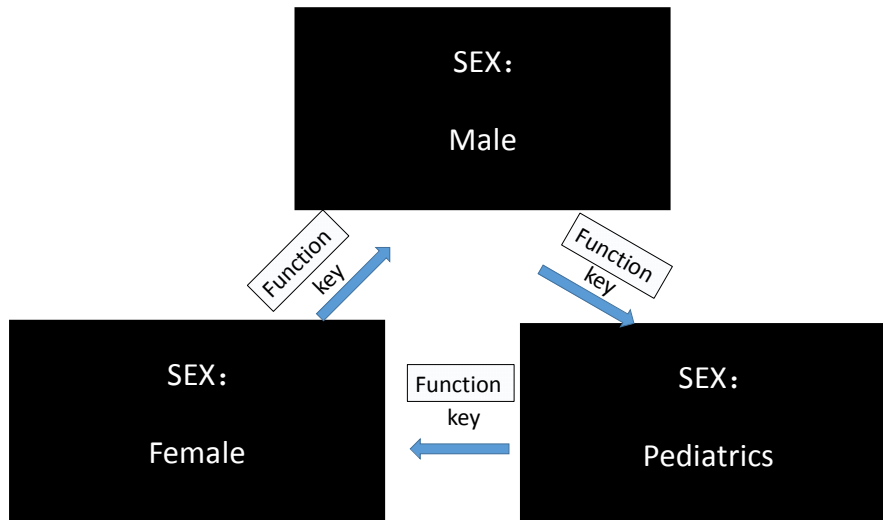 SEX：
Male
Function
key
Function
key
SEX：
Female
Function
key
SEX：
Pediatrics